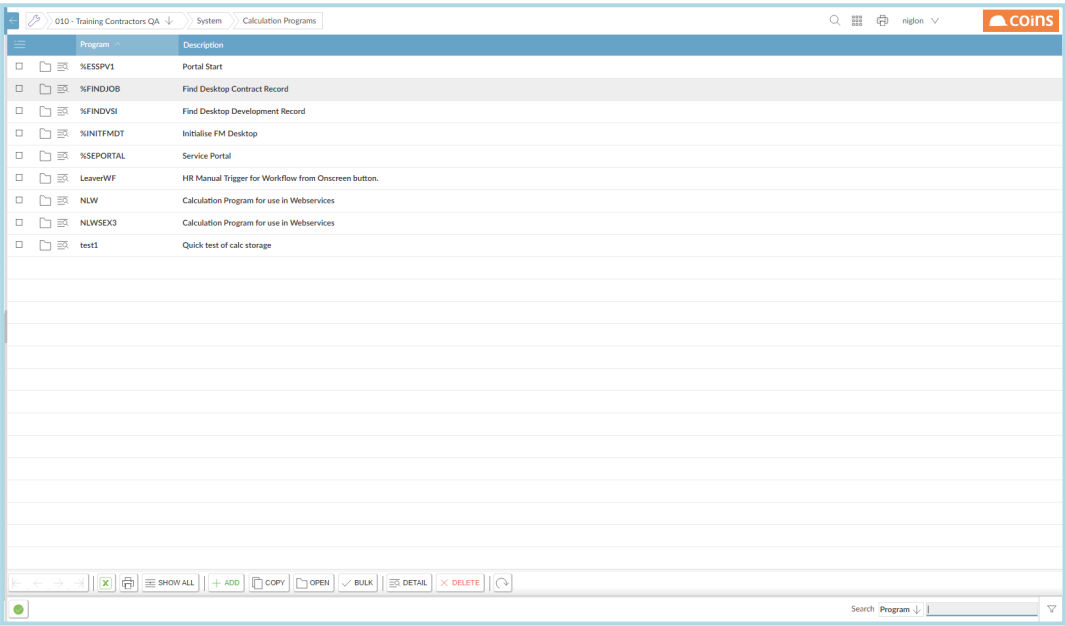 010 - Training Contractors QA System Calculation Programs niglon coins
Program Description
%ESSPV1 Portal Start
%FINDJOB Find Desktop Contract Record
%FINDVSI Find Desktop Development Record
%INITFMDT Initialise FM Desktop
%SEPORTAL Service Portal
LeaverWF HR Manual Trigger for Workflow from Onscreen button.
NLW Calculation Program for use in Webservices
NLWSEX3 Calculation Program for use in Webservices
test1 Quick test of calc storage
SHOW ALL ADD COPY OPEN BULK DETAIL DELETE
Search Program